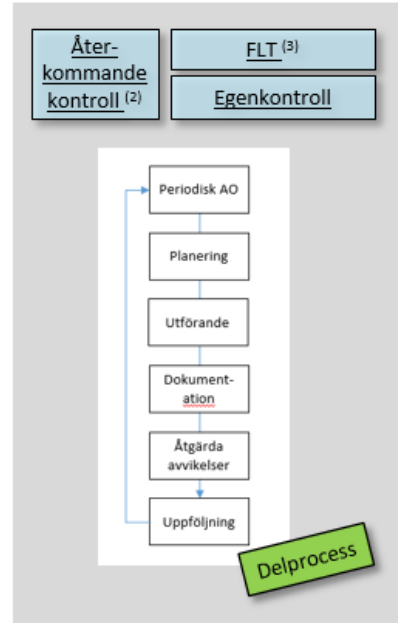 Åter-
kommande
kontroll (2)
FLT (3)
Egenkontroll
Periodisk AO
Planering
Utförande
Dokument-
ation
Åtgärda
avvikelser
Uppföljning
Delprocess